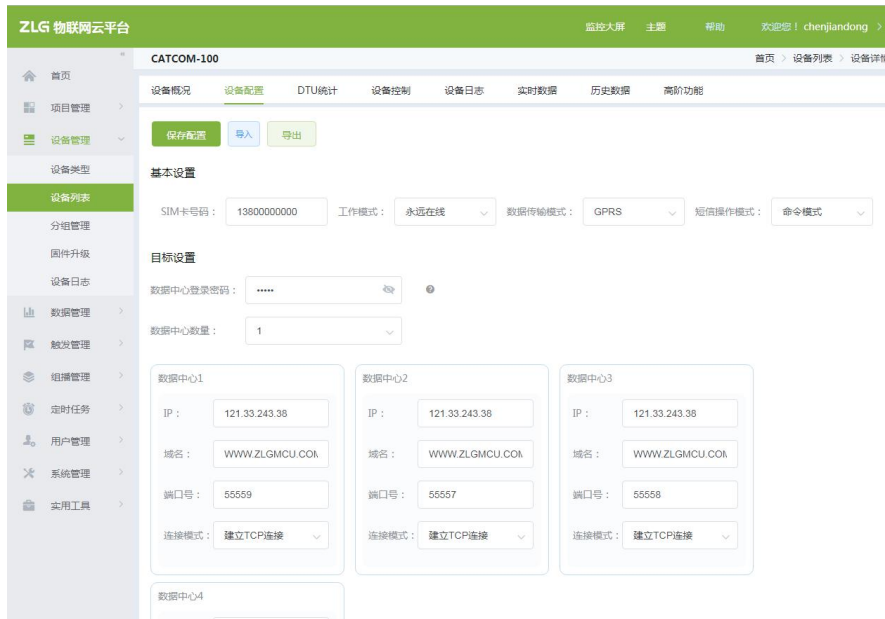 ZLG 物联网云平台
监控大屏 主题 帮助 欢迎您！chenjiandong >
«
CATCOM-100
首页 > 设备列表 > 设备详情
首页
项目管理
设备管理
设备类型
设备列表
分组管理
固件升级
设备日志
数据管理
触发管理
组播管理
定时任务
用户管理
系统管理
实用工具
设备概况 设备配置 DTU统计 设备控制 设备日志 实时数据 历史数据 高阶功能
保存配置 导入 导出
基本设置
SIM卡号码： 13800000000 工作模式： 永远在线 数据传输模式： GPRS 短信操作模式： 命令模式
目标设置
数据中心登录密码： •••••
数据中心数量： 1
数据中心1
IP： 121.33.243.38
域名： WWW.ZLGMCU.COM
端口号： 55559
连接模式： 建立TCP连接
数据中心2
IP： 121.33.243.38
域名： WWW.ZLGMCU.COM
端口号： 55557
连接模式： 建立TCP连接
数据中心3
IP： 121.33.243.38
域名： WWW.ZLGMCU.COM
端口号： 55558
连接模式： 建立TCP连接
数据中心4